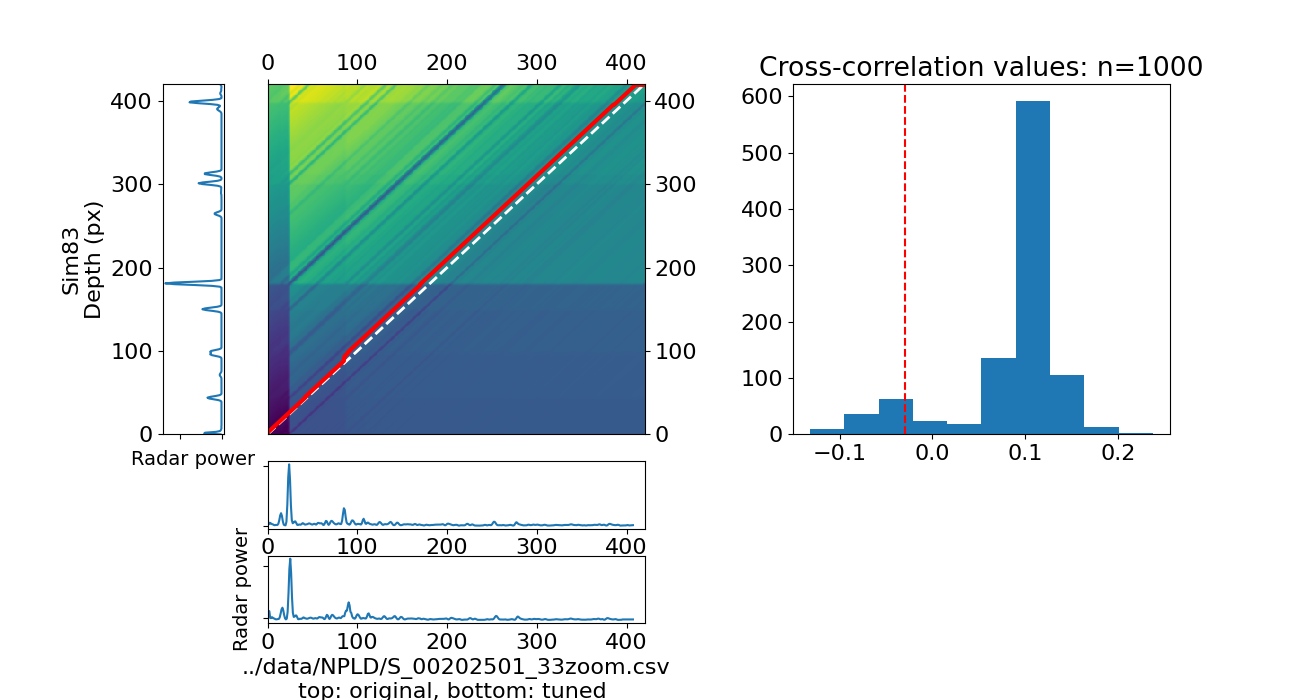 0 100 200 300 400
Cross-correlation values: n=1000
400
300
200
100
0
Sim83
Depth (px)
Radar power
400
300
200
100
0
600
500
400
300
200
100
0
−0.1 0.0 0.1 0.2
0 100 200 300 400
Radar power
0 100 200 300 400
../data/NPLD/S_00202501_33zoom.csv
top: original, bottom: tuned